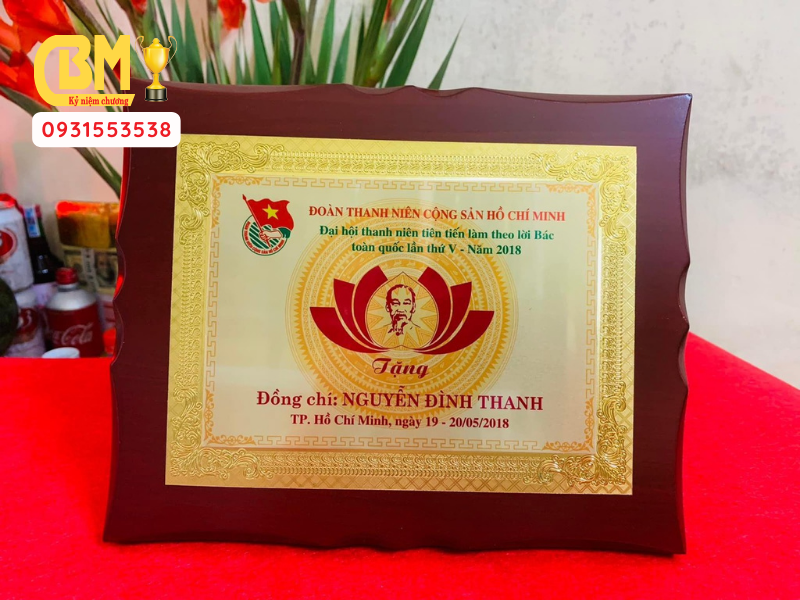 CBM
Kỷ niệm chương
0931553538
ĐOÀN THANH NIÊN CỘNG SẢN HỒ CHÍ MINH
Đại hội thanh niên tiên tiến làm theo lời Bác
toàn quốc lần thứ V - Năm 2018
Tặng
Đồng chí: NGUYỄN ĐÌNH THANH
TP. Hồ Chí Minh, ngày 19 - 20/05/2018
Coca